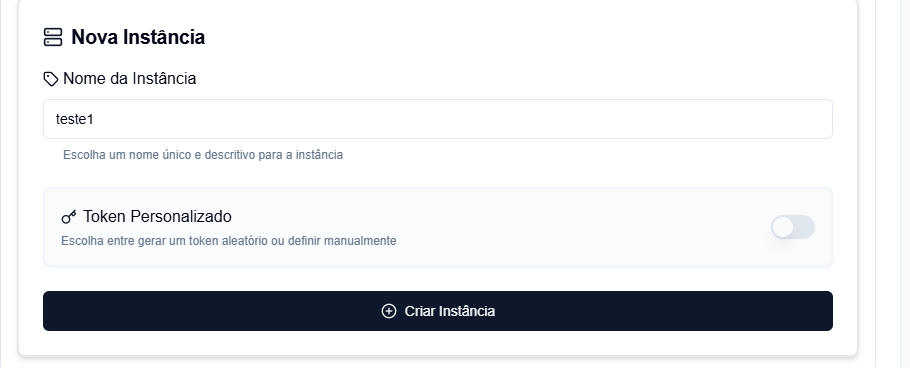 Nova Instância
Nome da Instância
teste1
Escolha um nome único e descritivo para a instância
Token Personalizado
Escolha entre gerar um token aleatório ou definir manualmente
Criar Instância